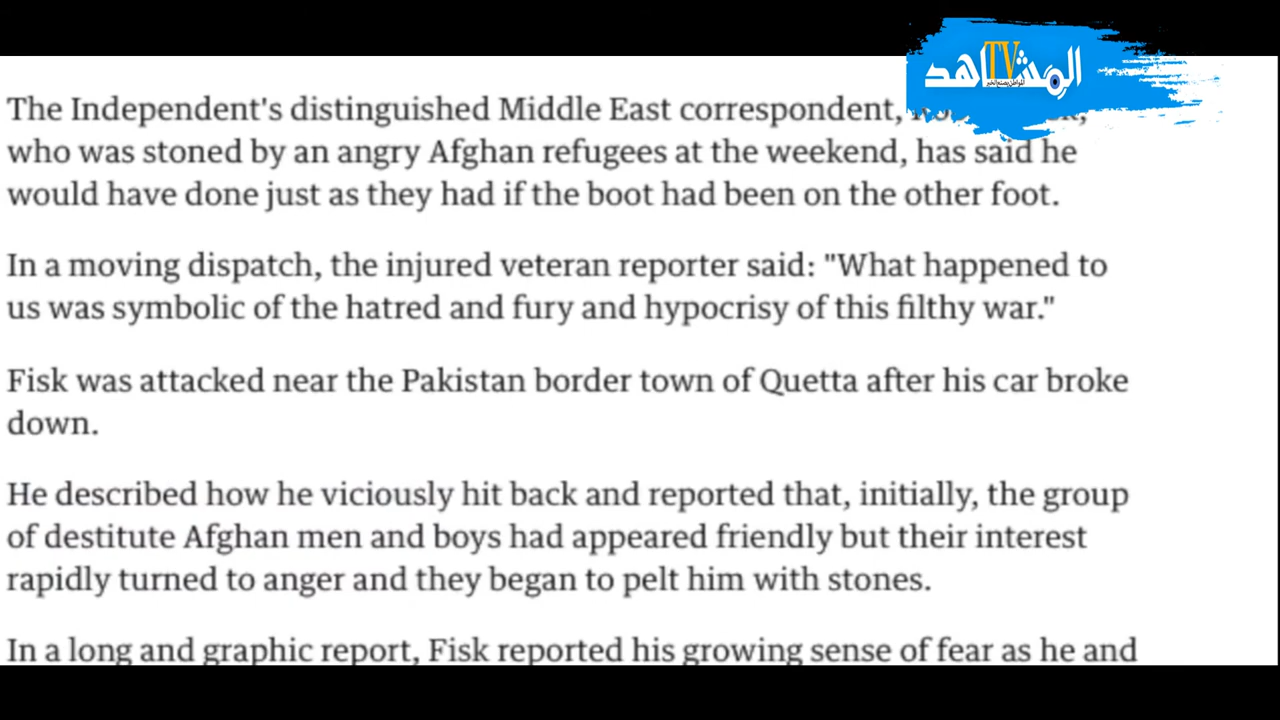 المشاهد
TV
المواطن يصنع الخبر
The Independent's distinguished Middle East correspondent,
who was stoned by an angry Afghan refugees at the weekend, has said he
would have done just as they had if the boot had been on the other foot.
In a moving dispatch, the injured veteran reporter said: "What happened to
us was symbolic of the hatred and fury and hypocrisy of this filthy war."
Fisk was attacked near the Pakistan border town of Quetta after his car broke
down.
He described how he viciously hit back and reported that, initially, the group
of destitute Afghan men and boys had appeared friendly but their interest
rapidly turned to anger and they began to pelt him with stones.
In a long and graphic report, Fisk reported his growing sense of fear as he and